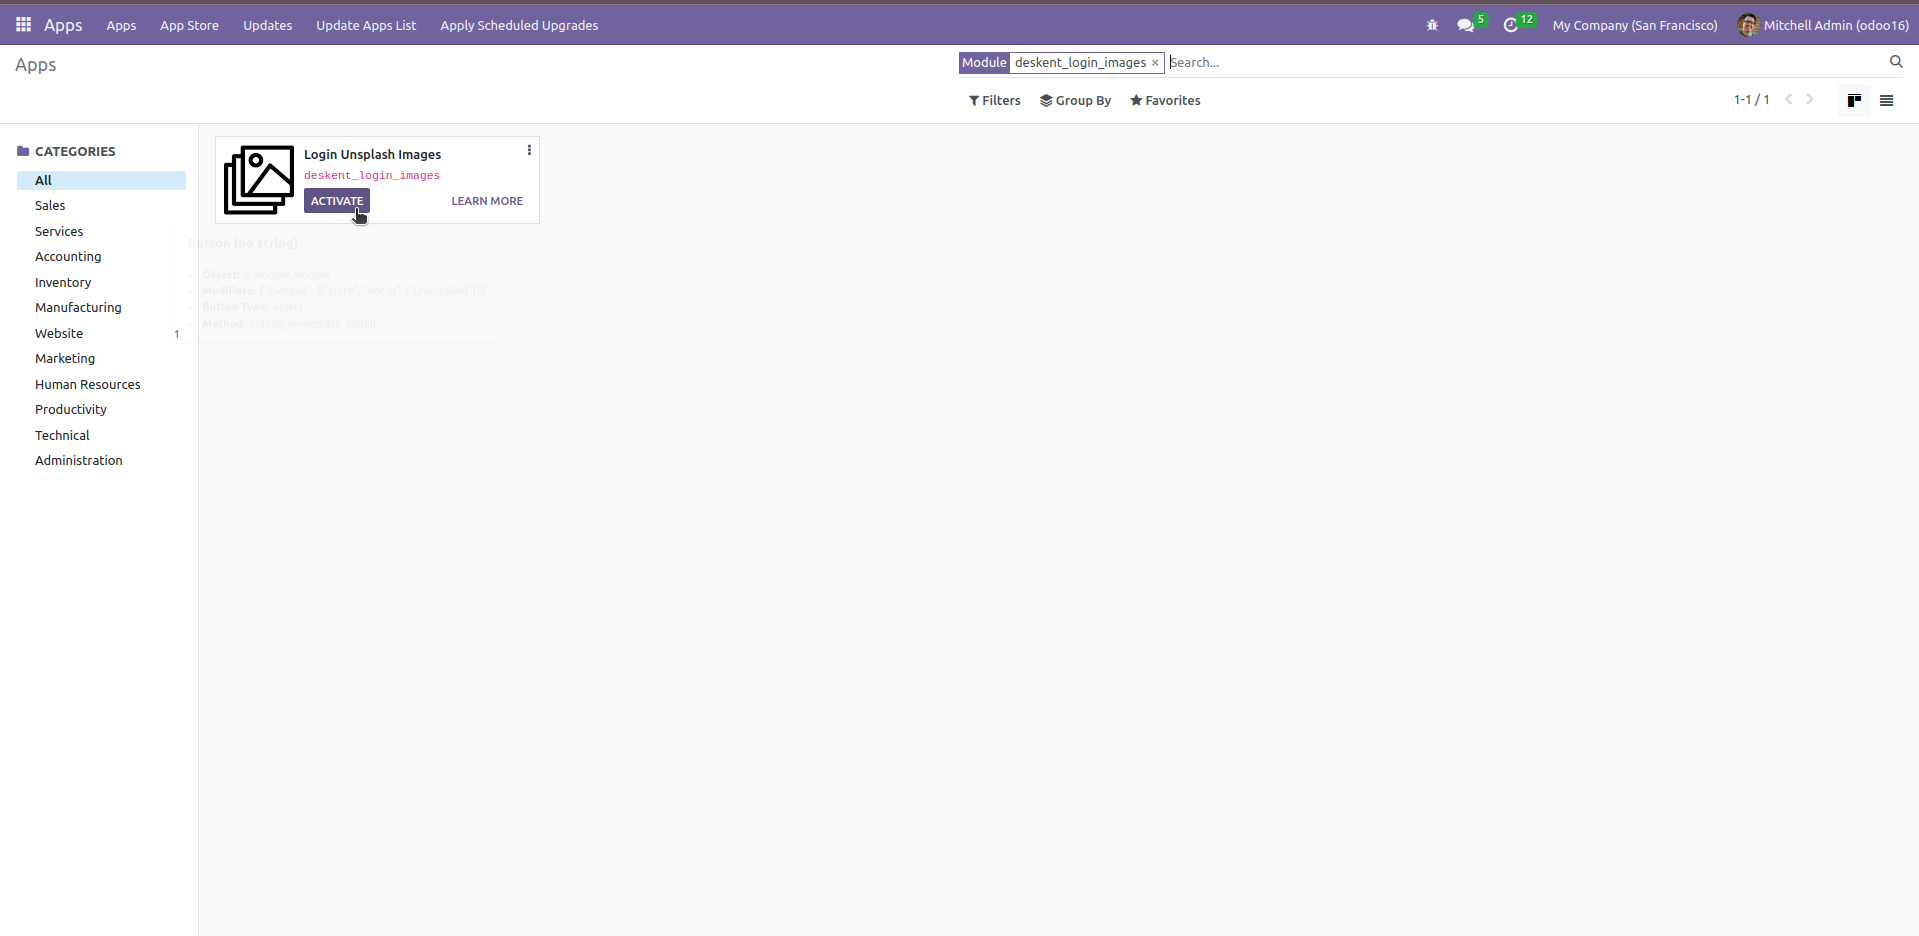 Apps Apps App Store Updates Update Apps List Apply Scheduled Upgrades 5 12 My Company (San Francisco) Mitchell Admin (odoo16)
Apps
Module deskent_login_images × Search...
Filters Group By Favorites 1-1 / 1
CATEGORIES
All
Sales
Services
Accounting
Inventory
Manufacturing
Website 1
Marketing
Human Resources
Productivity
Technical
Administration
Login Unsplash Images
deskent_login_images
ACTIVATE LEARN MORE
Button (no string)
Object: ir.module.module
Modifiers: {"invisible": [["state", "not in", ["uninstalled"]]]}
Button Type: object
Method: button_immediate_install